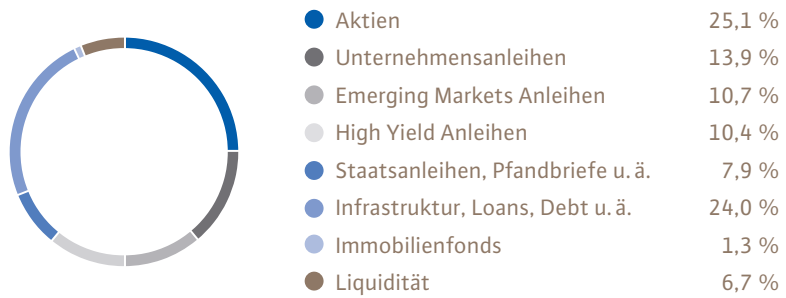 Aktien 25,1 %
Unternehmensanleihen 13,9 %
Emerging Markets Anleihen 10,7 %
High Yield Anleihen 10,4 %
Staatsanleihen, Pfandbriefe u. ä. 7,9 %
Infrastruktur, Loans, Debt u. ä. 24,0 %
Immobilienfonds 1,3 %
Liquidität 6,7 %